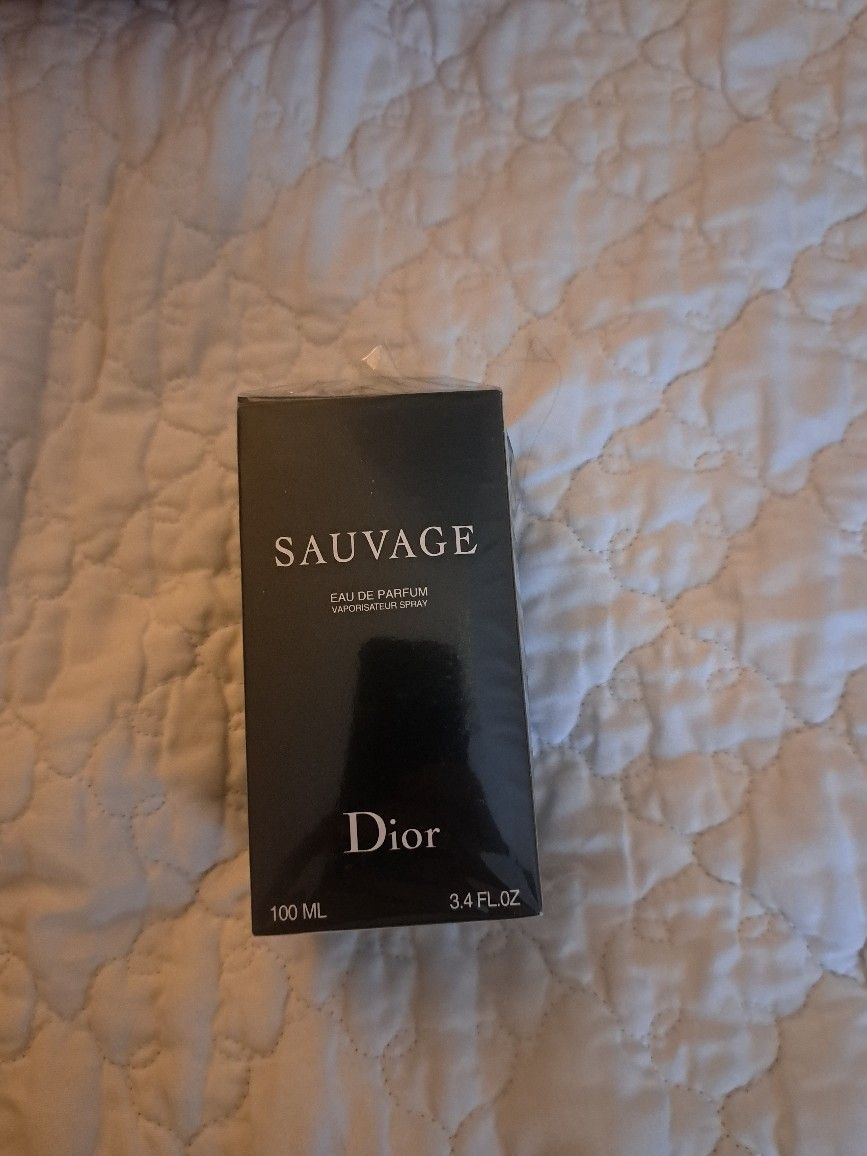 SAUVAGE
EAU DE PARFUM
VAPORISATEUR SPRAY
Dior
100 ML 3.4 FL.OZ